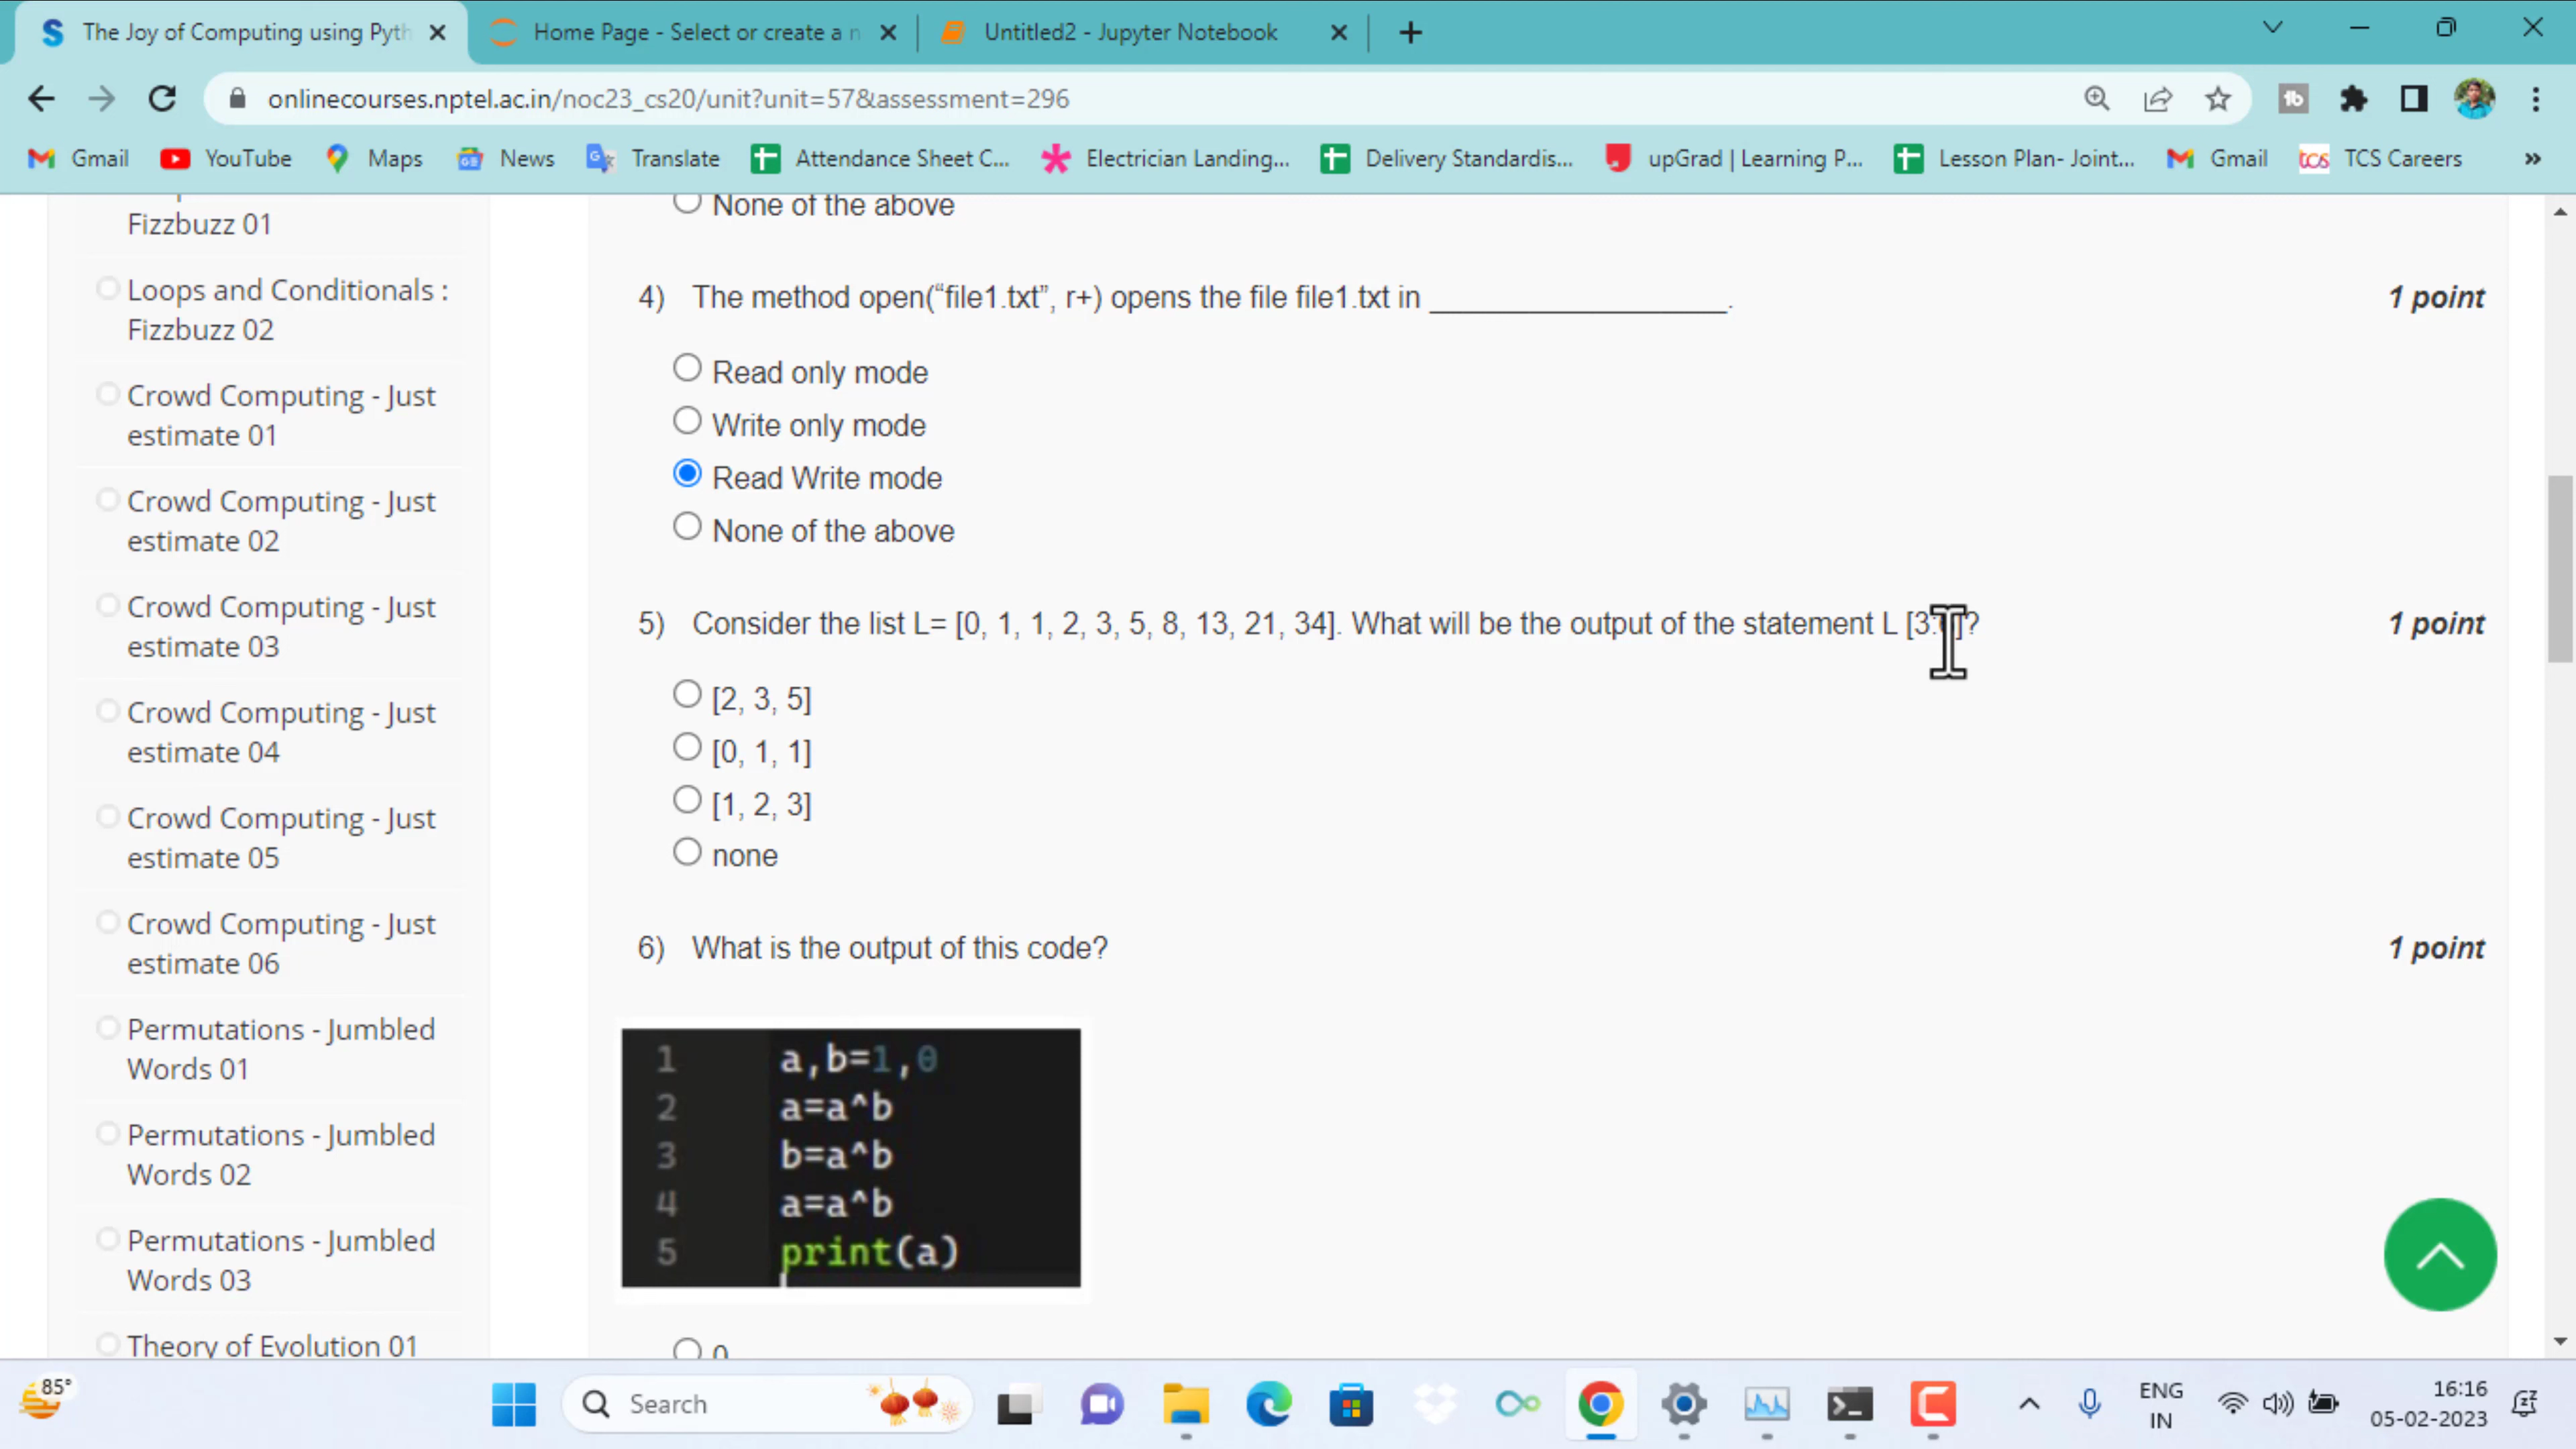 The Joy of Computing using Pyth
Home Page - Select or create a n
Untitled2 - Jupyter Notebook
onlinecourses.nptel.ac.in/noc23_cs20/unit?unit=57&assessment=296
Gmail
YouTube
Maps
News
Translate
Attendance Sheet C...
Electrician Landing...
Delivery Standardis...
upGrad | Learning P...
Lesson Plan- Joint...
Gmail
TCS Careers
Fizzbuzz 01
Loops and Conditionals :
Fizzbuzz 02
Crowd Computing - Just
estimate 01
Crowd Computing - Just
estimate 02
Crowd Computing - Just
estimate 03
Crowd Computing - Just
estimate 04
Crowd Computing - Just
estimate 05
Crowd Computing - Just
estimate 06
Permutations - Jumbled
Words 01
Permutations - Jumbled
Words 02
Permutations - Jumbled
Words 03
Theory of Evolution 01
None of the above
4) The method open(“file1.txt”, r+) opens the file file1.txt in __________________. 1 point
Read only mode
Write only mode
Read Write mode
None of the above
5) Consider the list L= [0, 1, 1, 2, 3, 5, 8, 13, 21, 34]. What will be the output of the statement L 1 point
[2, 3, 5]
[0, 1, 1]
[1, 2, 3]
none
6) What is the output of this code? 1 point
1 a,b=1,0
2 a=a^b
3 b=a^b
4 a=a^b
5 print(a)
0
85°
Search
ENG
IN
16:16
05-02-2023